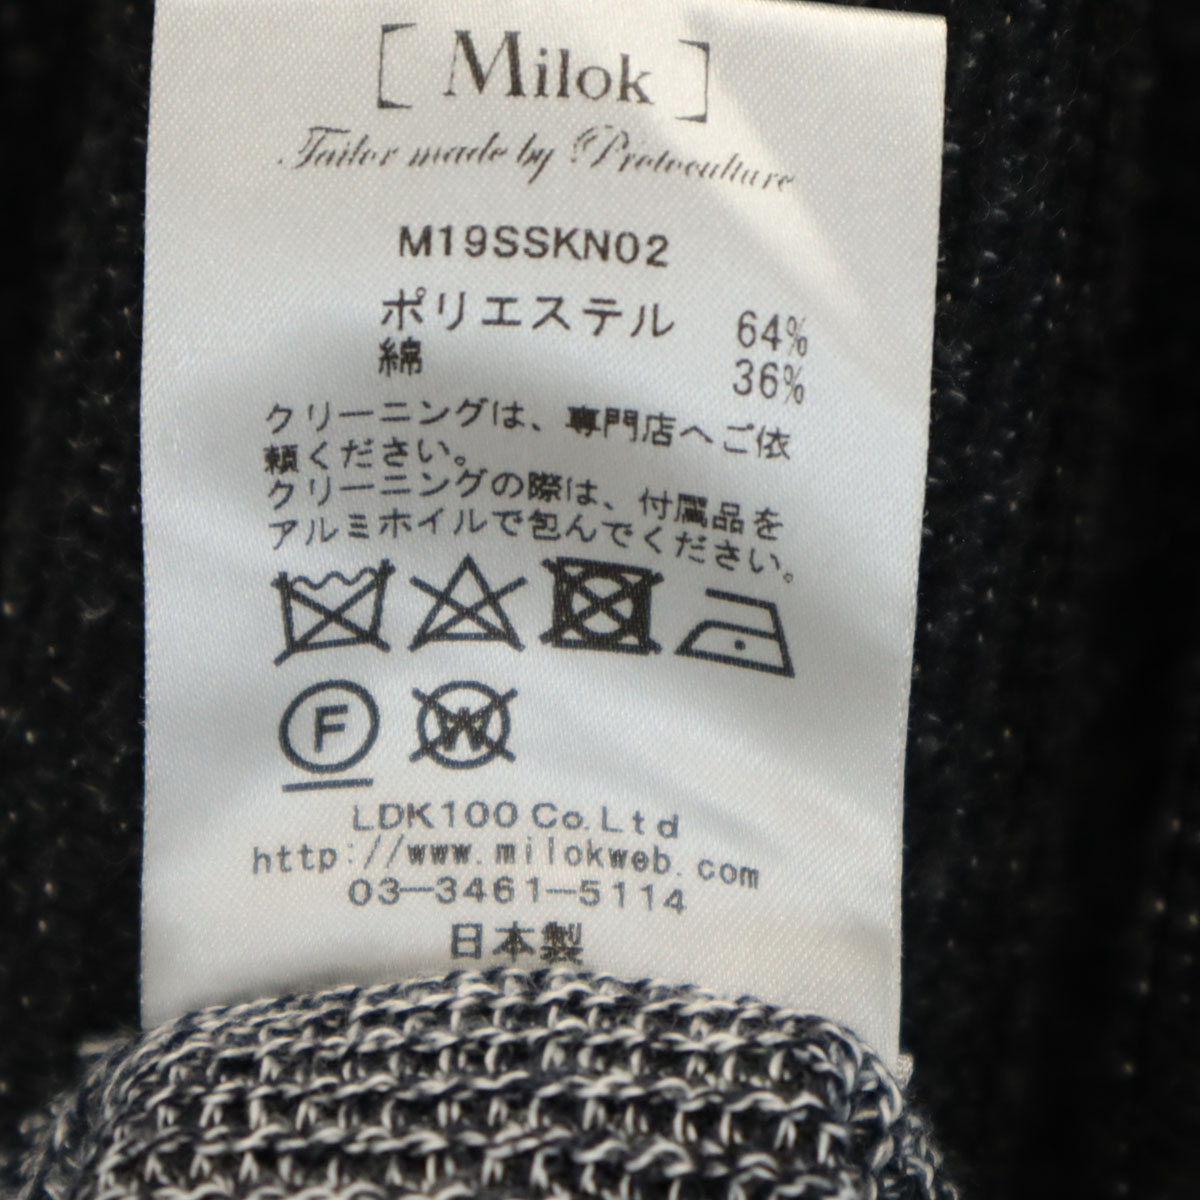 [ Milok ]
Tailor made by Protoculture
M19SSKN02
ポリエステル 64%
綿 36%
クリーニングは、専門店へご依
頼ください。
クリーニングの際は、付属品を
アルミホイルで包んでください。
F W
LDK100 Co.Ltd
http://www.milokweb.com
03-3461-5114
日本製